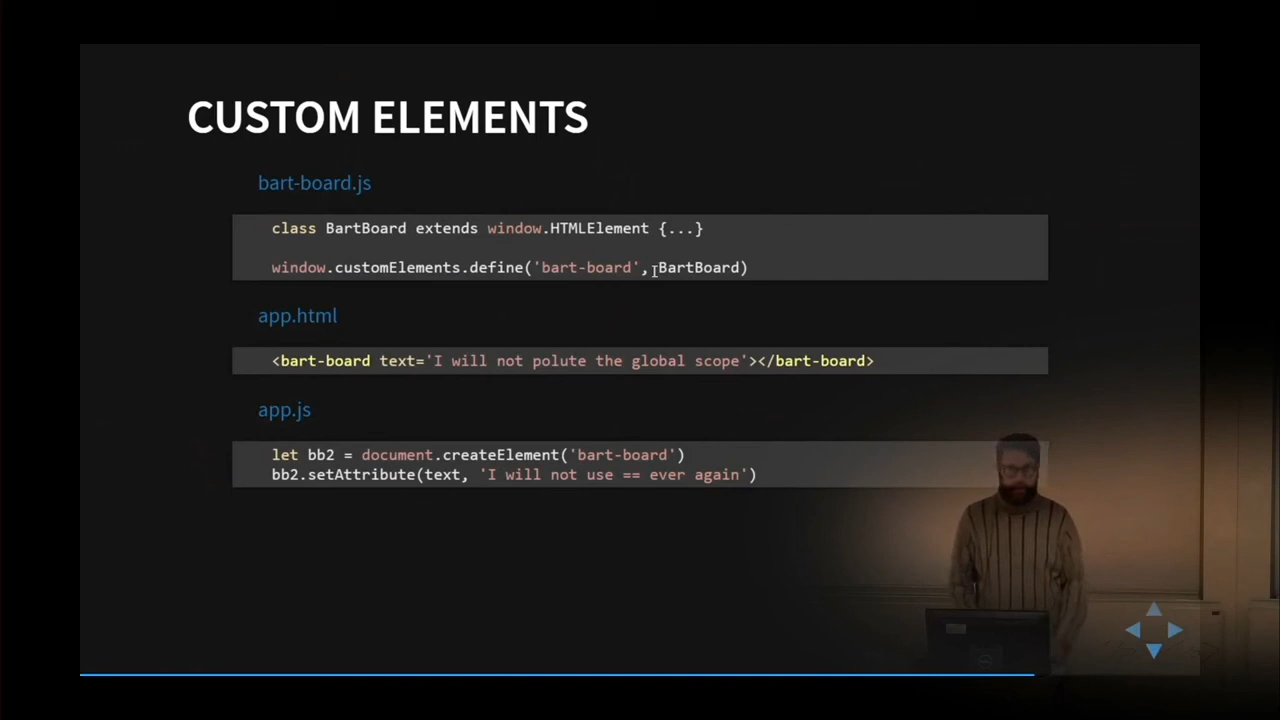 CUSTOM ELEMENTS
bart-board.js
class BartBoard extends window.HTMLElement {...}
window.customElements.define('bart-board', BartBoard)
app.html
<bart-board text='I will not polute the global scope'></bart-board>
app.js
let bb2 = document.createElement('bart-board')
bb2.setAttribute(text, 'I will not use == ever again')